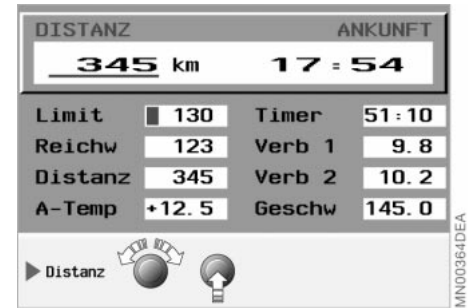 DISTANZ ANKUNFT
345 km 17:54
Limit 130 Timer 51:10
Reichw 123 Verb 1 9.8
Distanz 345 Verb 2 10.2
A-Temp +12.5 Geschw 145.0
Distanz
MN00364DEA